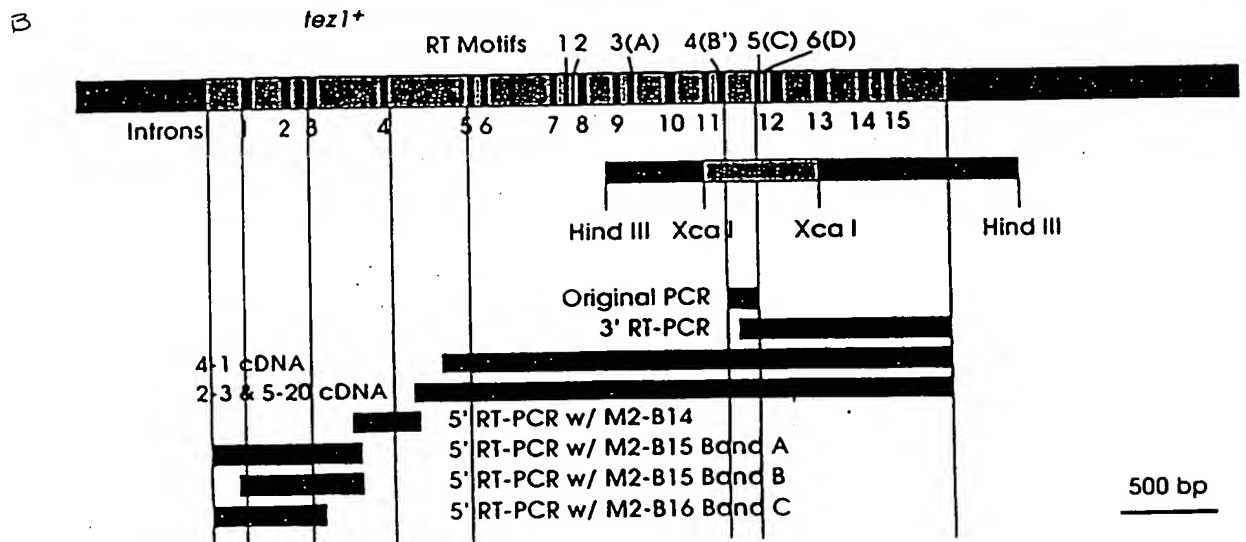 B
tez1+
RT Motifs 1 2 3(A) 4(B') 5(C) 6(D)
Introns 1 2 3 4 5 6 7 8 9 10 11 12 13 14 15
Hind III Xca I Xca I Hind III
Original PCR
3' RT-PCR
4-1 cDNA
2-3 & 5-20 cDNA
5' RT-PCR w/ M2-B14
5' RT-PCR w/ M2-B15 Band A
5' RT-PCR w/ M2-B15 Band B
5' RT-PCR w/ M2-B16 Band C
500 bp